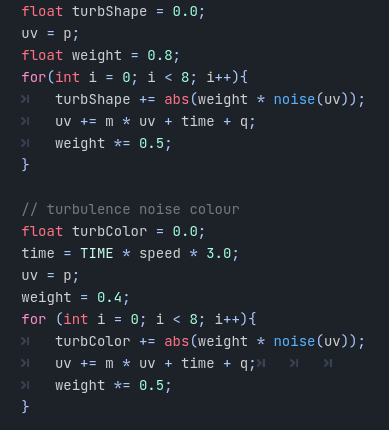 float turbShape = 0.0;
uv = p;
float weight = 0.8;
for(int i = 0; i < 8; i++){
    turbShape += abs(weight * noise(uv));
    uv += m * uv + time + q;
    weight *= 0.5;
}

// turbulence noise colour
float turbColor = 0.0;
time = TIME * speed * 3.0;
uv = p;
weight = 0.4;
for (int i = 0; i < 8; i++){
    turbColor += abs(weight * noise(uv));
    uv += m * uv + time + q;
    weight *= 0.5;
}